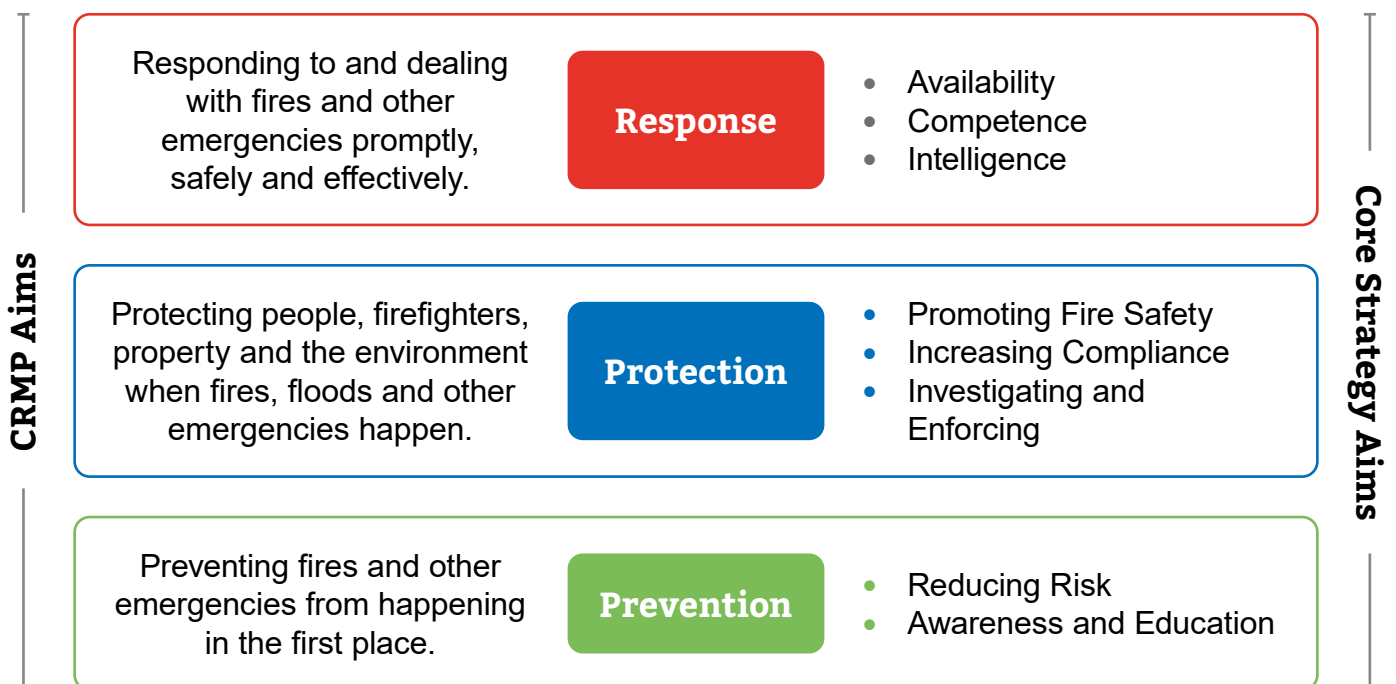 CRMP Aims
Responding to and dealing
with fires and other
emergencies promptly,
safely and effectively.
Response
• Availability
• Competence
• Intelligence
Protecting people, firefighters,
property and the environment
when fires, floods and other
emergencies happen.
Protection
• Promoting Fire Safety
• Increasing Compliance
• Investigating and
Enforcing
Preventing fires and other
emergencies from happening
in the first place.
Prevention
• Reducing Risk
• Awareness and Education
Core Strategy Aims